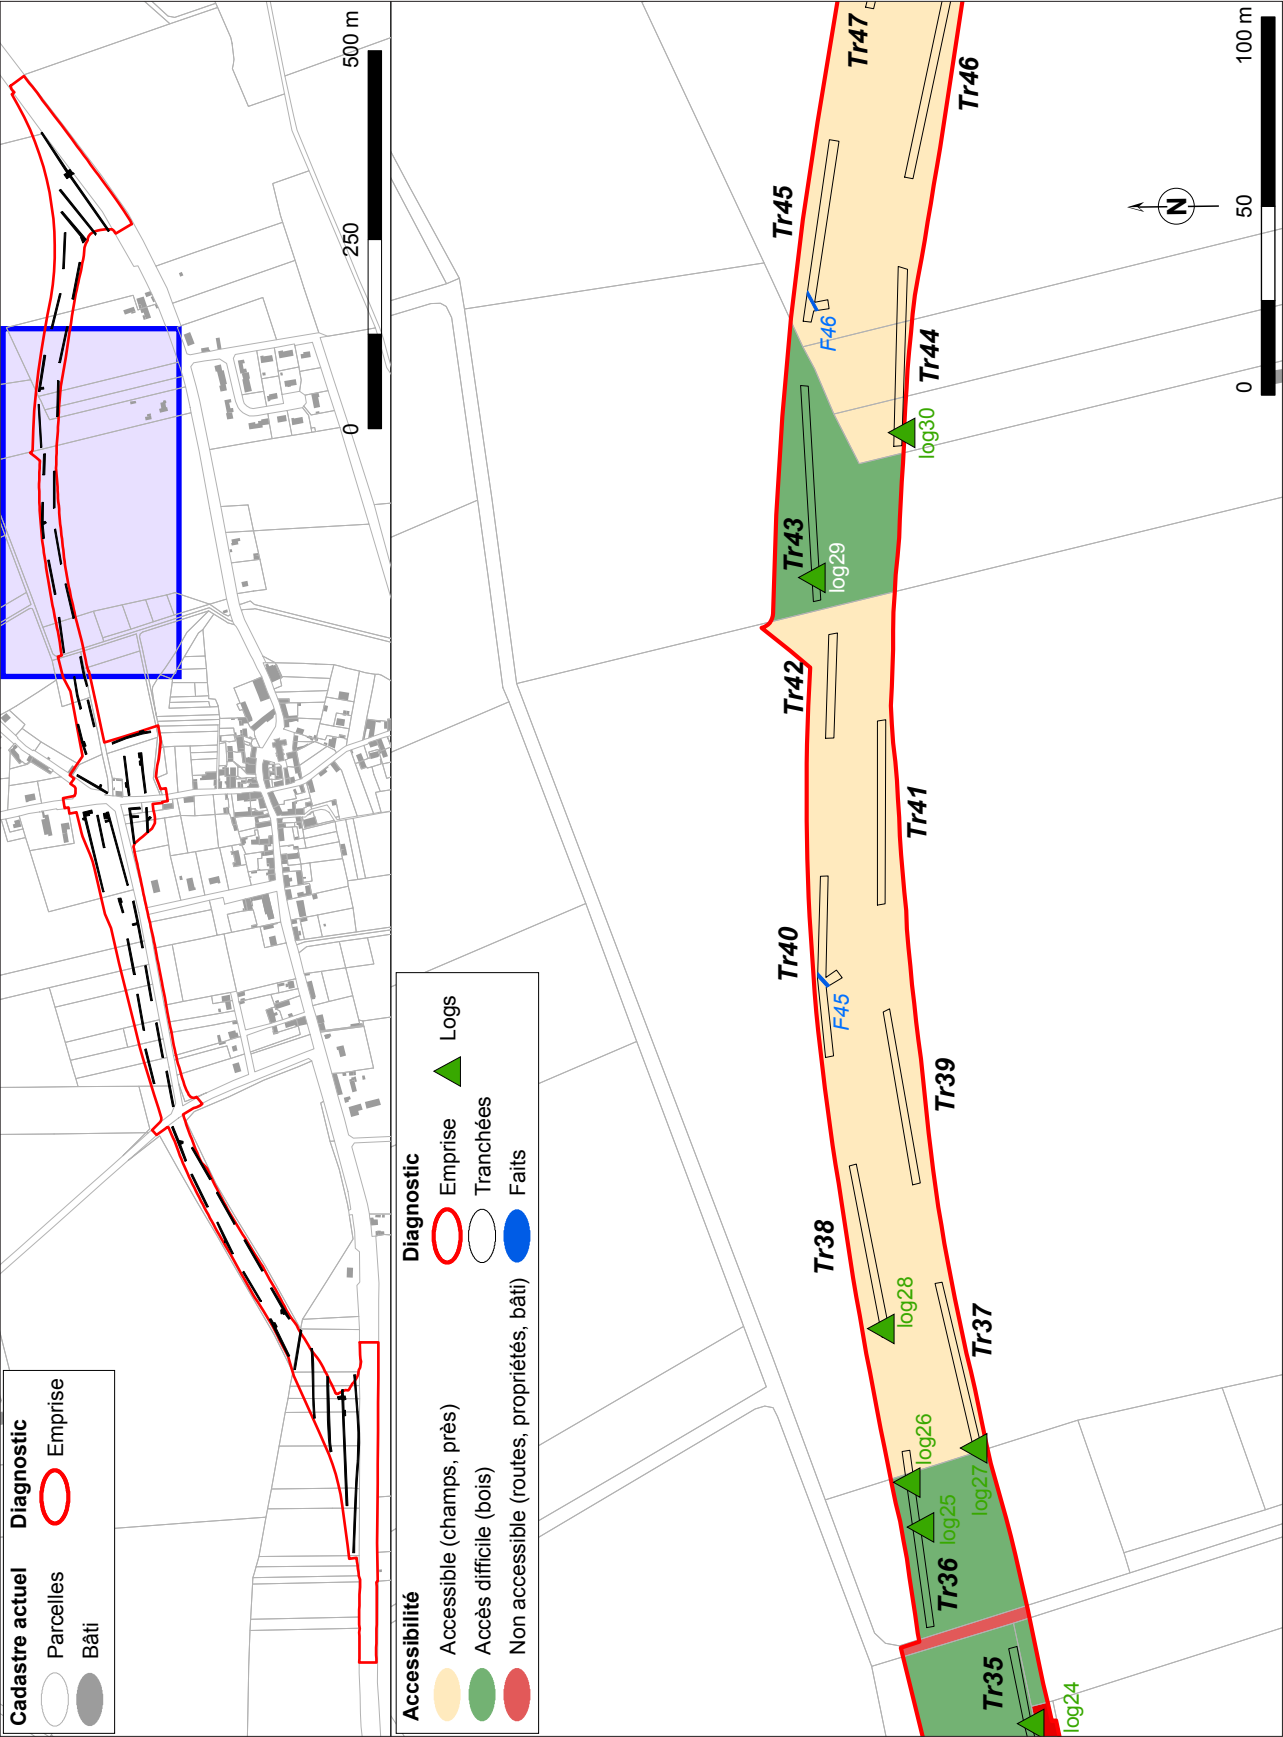 Cadastre actuel
Parcelles
Bâti
Diagnostic
Emprise
0 250 500 m
Accessibilité
Accessible (champs, près)
Accès difficile (bois)
Non accessible (routes, propriétés, bâti)
Diagnostic
Emprise
Tranchées
Faits
Logs
Tr35
log24
Tr36
log25
log26
log27
Tr37
Tr38
log28
Tr39
Tr40
F45
Tr41
Tr42
Tr43
log29
Tr44
log30
Tr45
F46
Tr46
Tr47
N
0 50 100 m